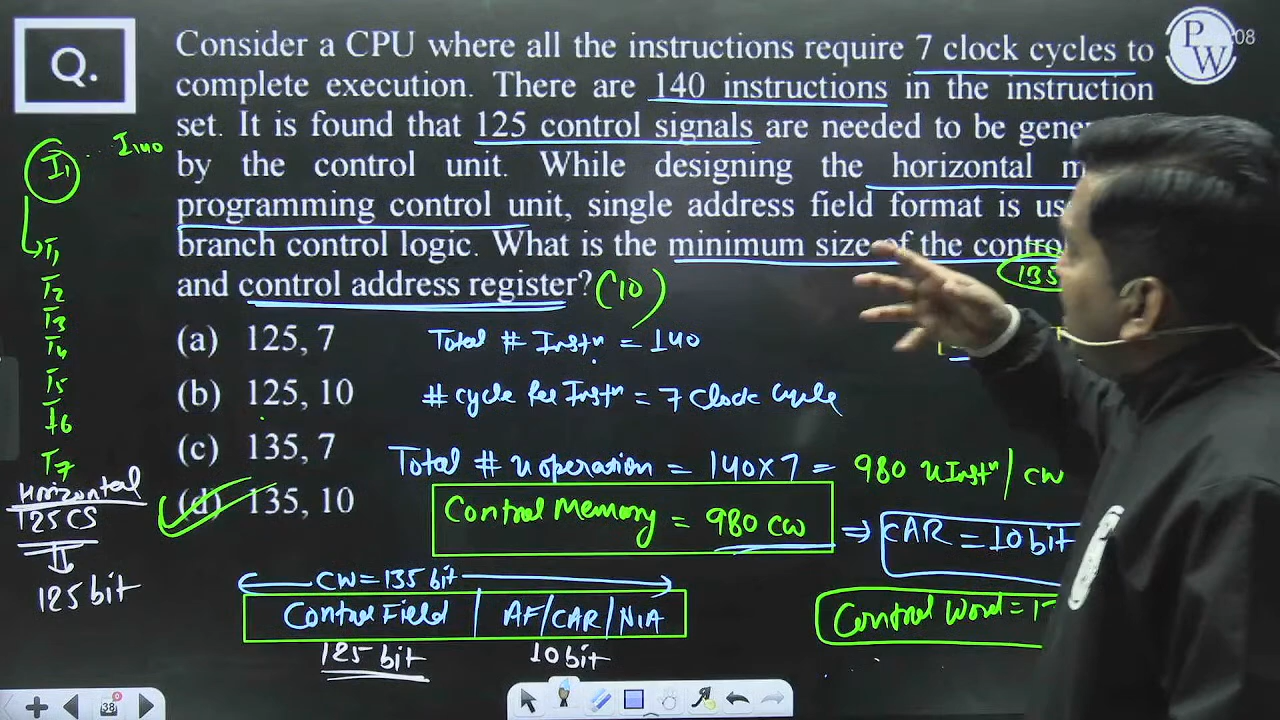 Q.
Consider a CPU where all the instructions require 7 clock cycles to
complete execution. There are 140 instructions in the instruction
set. It is found that 125 control signals are needed to be gene
by the control unit. While designing the horizontal m
programming control unit, single address field format is us
branch control logic. What is the minimum size of the contro
and control address register? (10)
(a) 125, 7
(b) 125, 10
(c) 135, 7
(d) 135, 10
PW
08
I1 .. I140
T1
T2
T3
T4
T5
T6
T7
Horizontal
125 CS
125 bit
135
Total # Instn = 140
# cycle Per Instn = 7 Clock Cycle
Total # uoperation = 140x7 = 980 uInstn / CW
Control Memory = 980 CW ⇒ CAR = 10 bit
CW = 135 bit
Control Field | AF/CAR/NIA
125 bit 10 bit
Control Word = 1
38